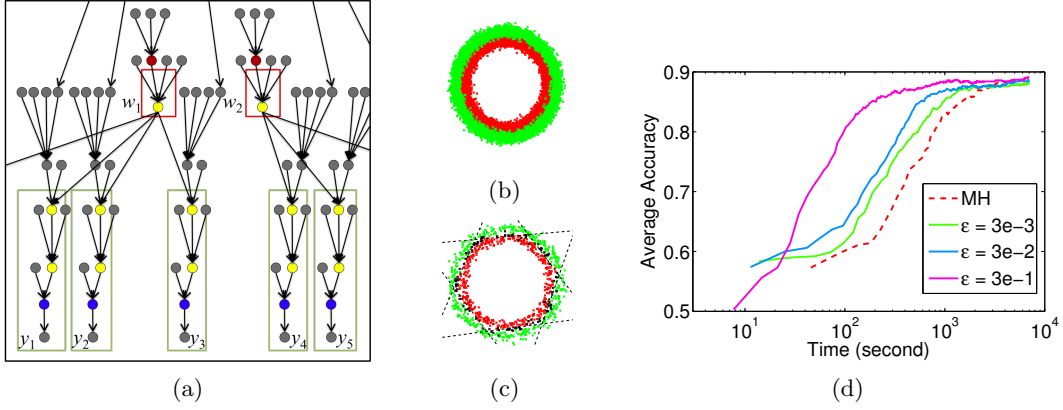 w1
w2
y1
y2
y3
y4
y5
(a)
(b)
(c)
0.9
0.8
0.7
0.6
0.5
Average Accuracy
10^1
10^2
10^3
10^4
Time (second)
MH
ε = 3e−3
ε = 3e−2
ε = 3e−1
(d)